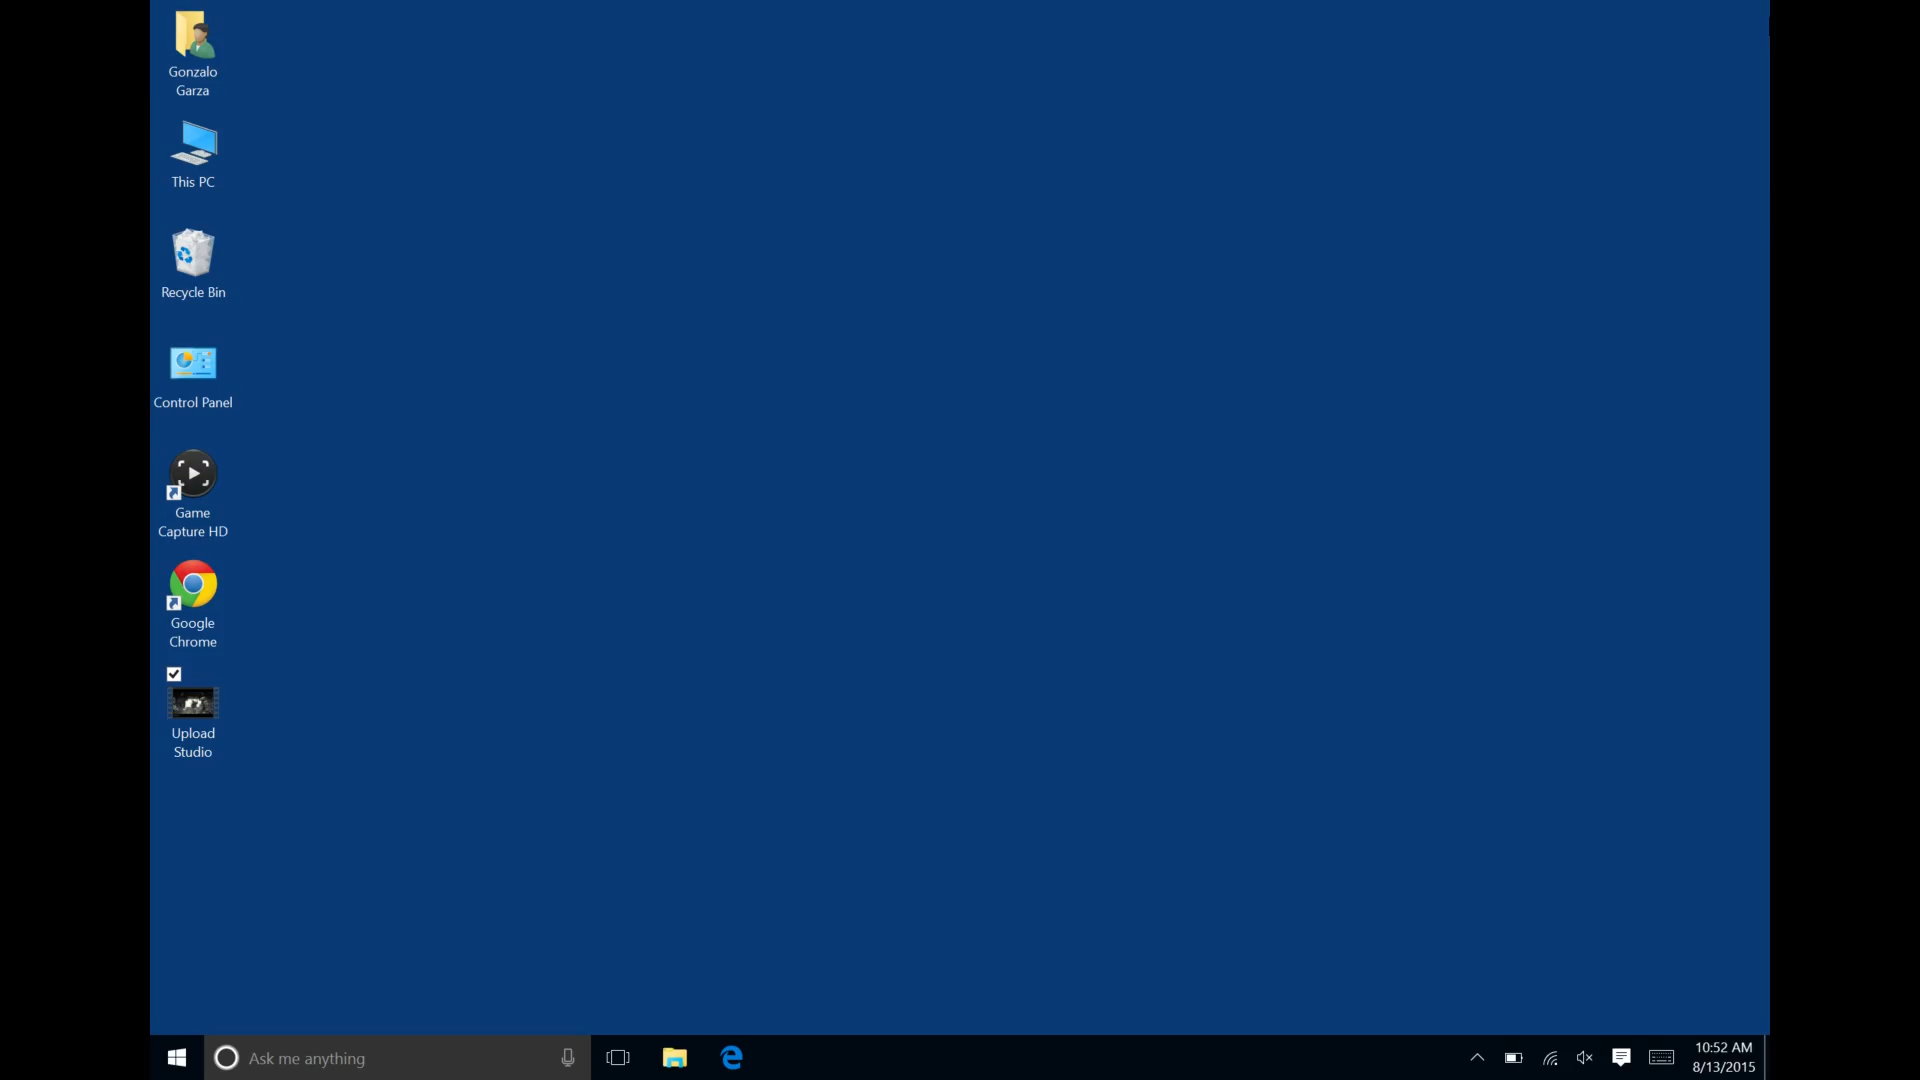 Gonzalo
Garza
This PC
Recycle Bin
Control Panel
Game
Capture HD
Google
Chrome
Upload
Studio
Ask me anything
10:52 AM
8/13/2015